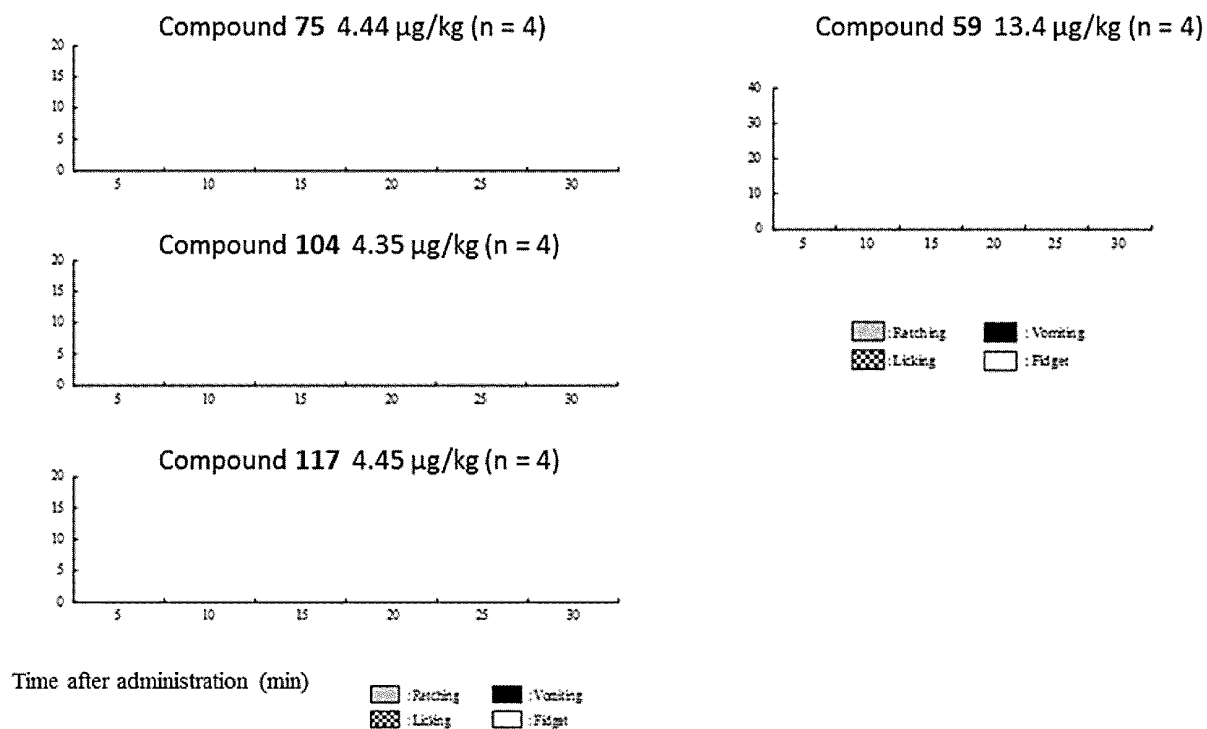 Compound 75 4.44 µg/kg (n = 4)
20
15
10
5
0
5 10 15 20 25 30
Compound 104 4.35 µg/kg (n = 4)
20
15
10
5
0
5 10 15 20 25 30
Compound 117 4.45 µg/kg (n = 4)
20
15
10
5
0
5 10 15 20 25 30
Time after administration (min)
:Retching :Vomiting
:Licking :Fidget
Compound 59 13.4 µg/kg (n = 4)
40
30
20
10
0
5 10 15 20 25 30
:Retching :Vomiting
:Licking :Fidget